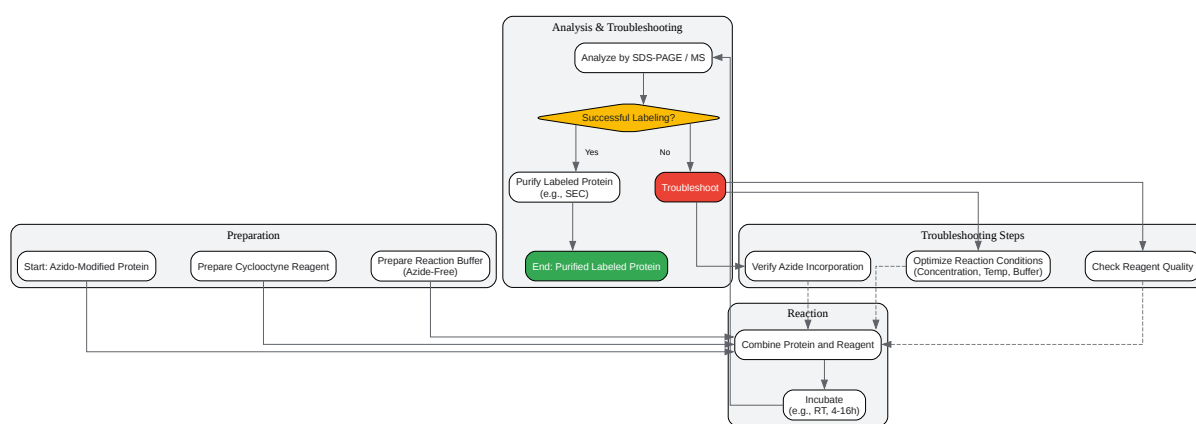 Analysis & Troubleshooting
Analyze by SDS-PAGE / MS
Successful Labeling?
Yes
No
Purify Labeled Protein
(e.g., SEC)
Troubleshoot
End: Purified Labeled Protein
Preparation
Start: Azido-Modified Protein
Prepare Cyclooctyne Reagent
Prepare Reaction Buffer
(Azide-Free)
Troubleshooting Steps
Verify Azide Incorporation
Optimize Reaction Conditions
(Concentration, Temp, Buffer)
Check Reagent Quality
Reaction
Combine Protein and Reagent
Incubate
(e.g., RT, 4-16h)